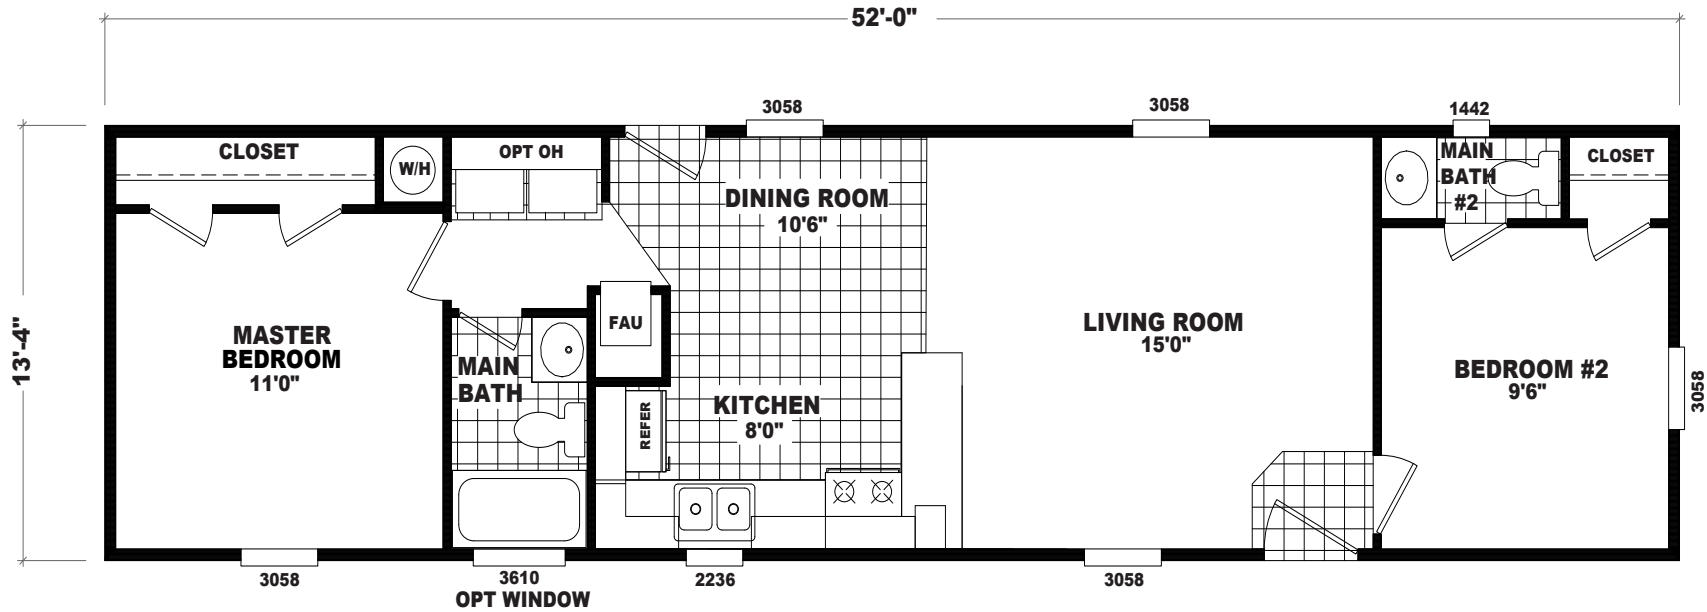 52'-0"
3058
3058
1442
CLOSET
W/H
OPT OH
MAIN
BATH
#2
CLOSET
DINING ROOM
10'6"
13'-4"
MASTER
BEDROOM
11'0"
FAU
LIVING ROOM
15'0"
MAIN
BATH
BEDROOM #2
9'6"
3058
KITCHEN
8'0"
REFER
3058
3610
OPT WINDOW
2236
3058